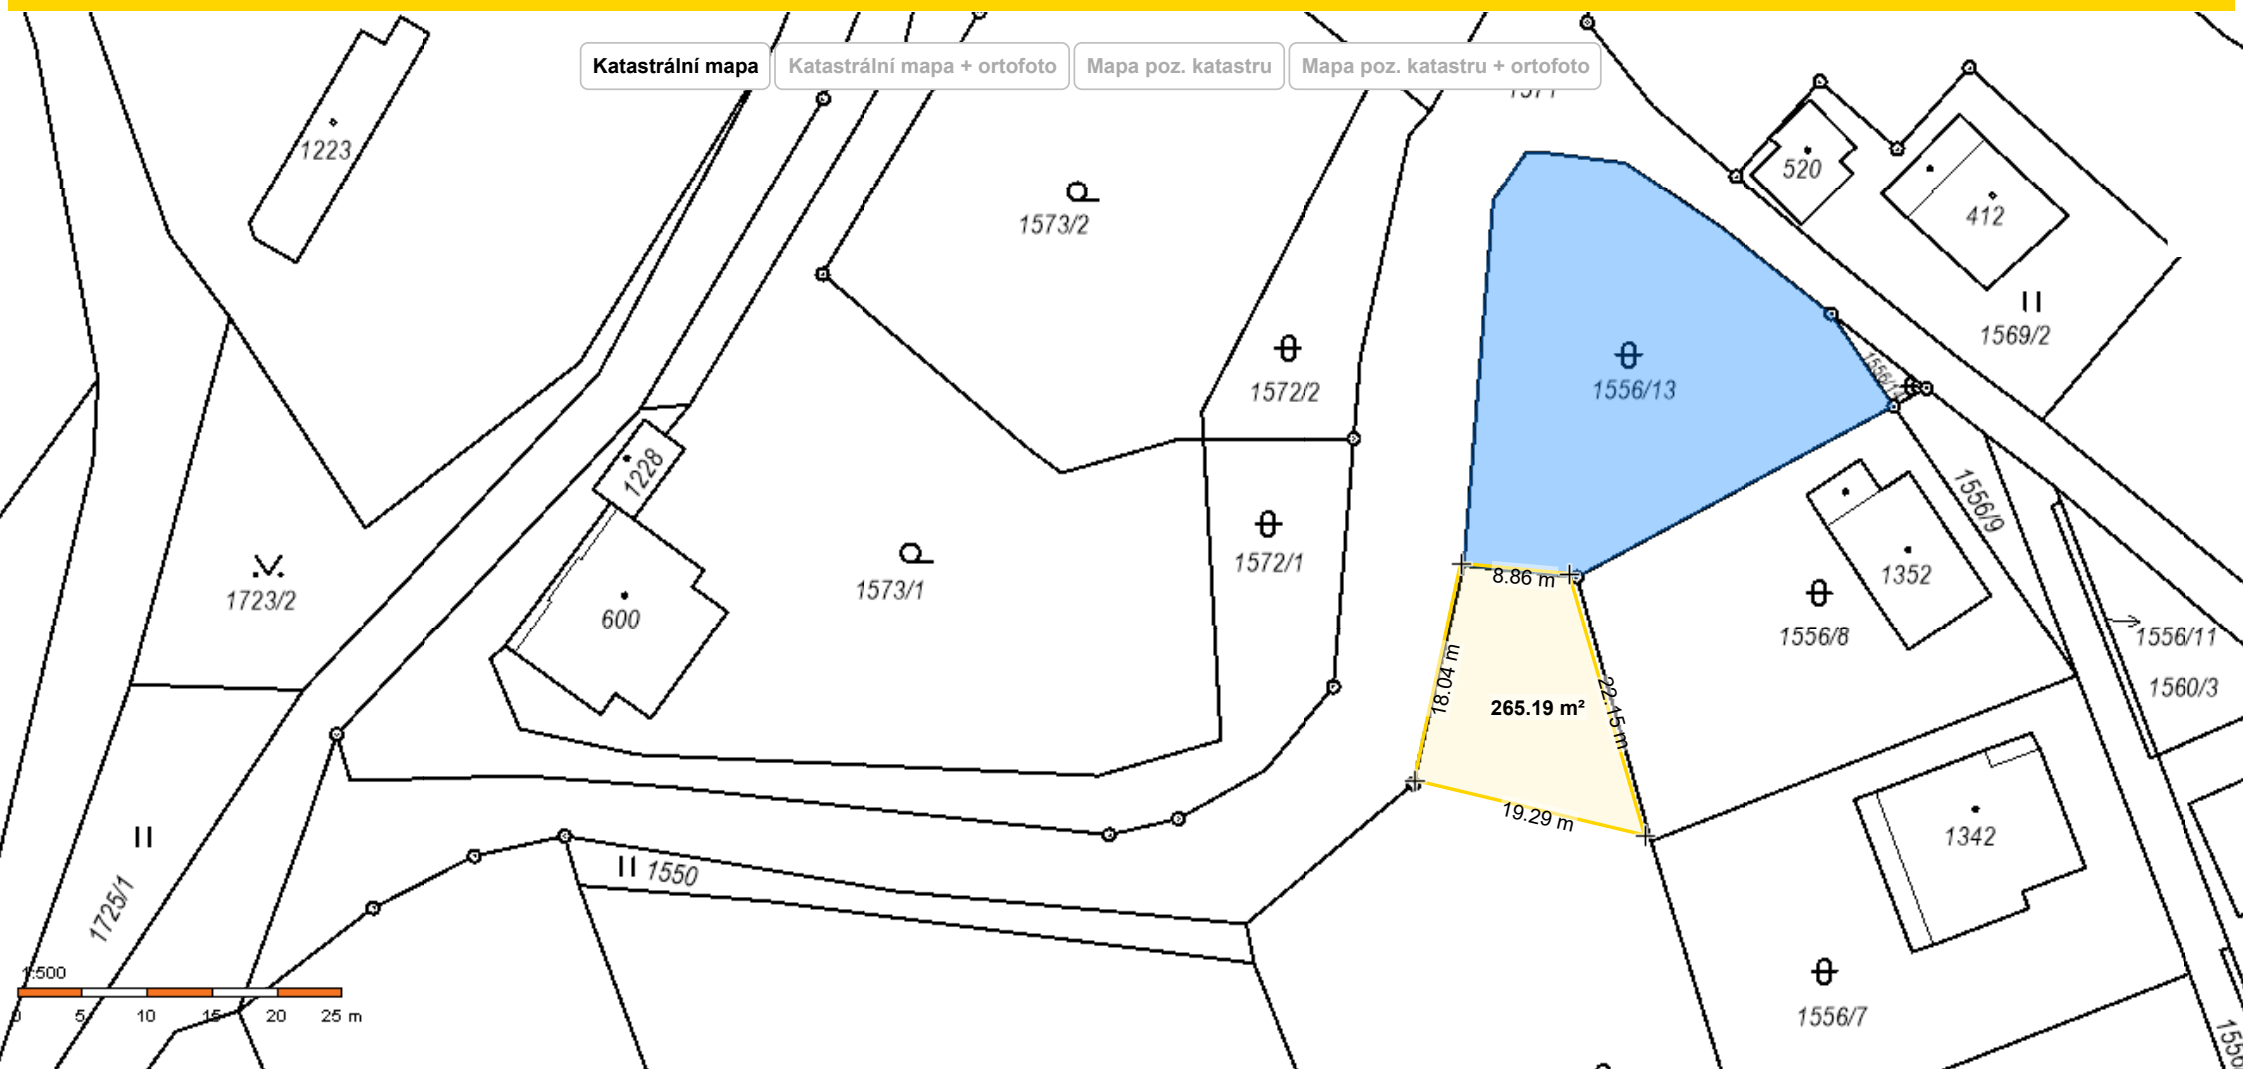 Katastrální mapa
Katastrální mapa + ortofoto
Mapa poz. katastru
Mapa poz. katastru + ortofoto
1223
1573/2
520
412
1569/2
1572/2
1556/13
1228
1572/1
1556/9
1723/2
600
1573/1
8.86 m
1352
1556/8
1556/11
18.04 m
22.15 m
265.19 m²
1560/3
19.29 m
1342
1550
1725/1
1:500
0 5 10 15 20 25 m
1556/7